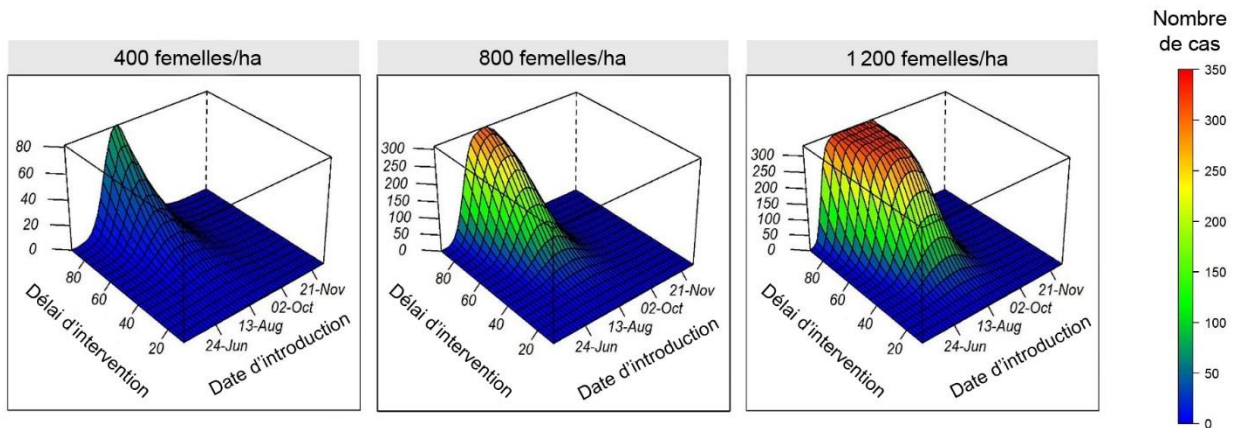 Nombre
de cas
400 femelles/ha
800 femelles/ha
1 200 femelles/ha
80
60
40
20
0
80
60
40
20
Délai d'intervention
24-Jun
13-Aug
02-Oct
21-Nov
Date d'introduction
300
250
200
150
100
50
0
80
60
40
20
Délai d'intervention
24-Jun
13-Aug
02-Oct
21-Nov
Date d'introduction
300
250
200
150
100
50
0
80
60
40
20
Délai d'intervention
24-Jun
13-Aug
02-Oct
21-Nov
Date d'introduction
350
300
250
200
150
100
50
0